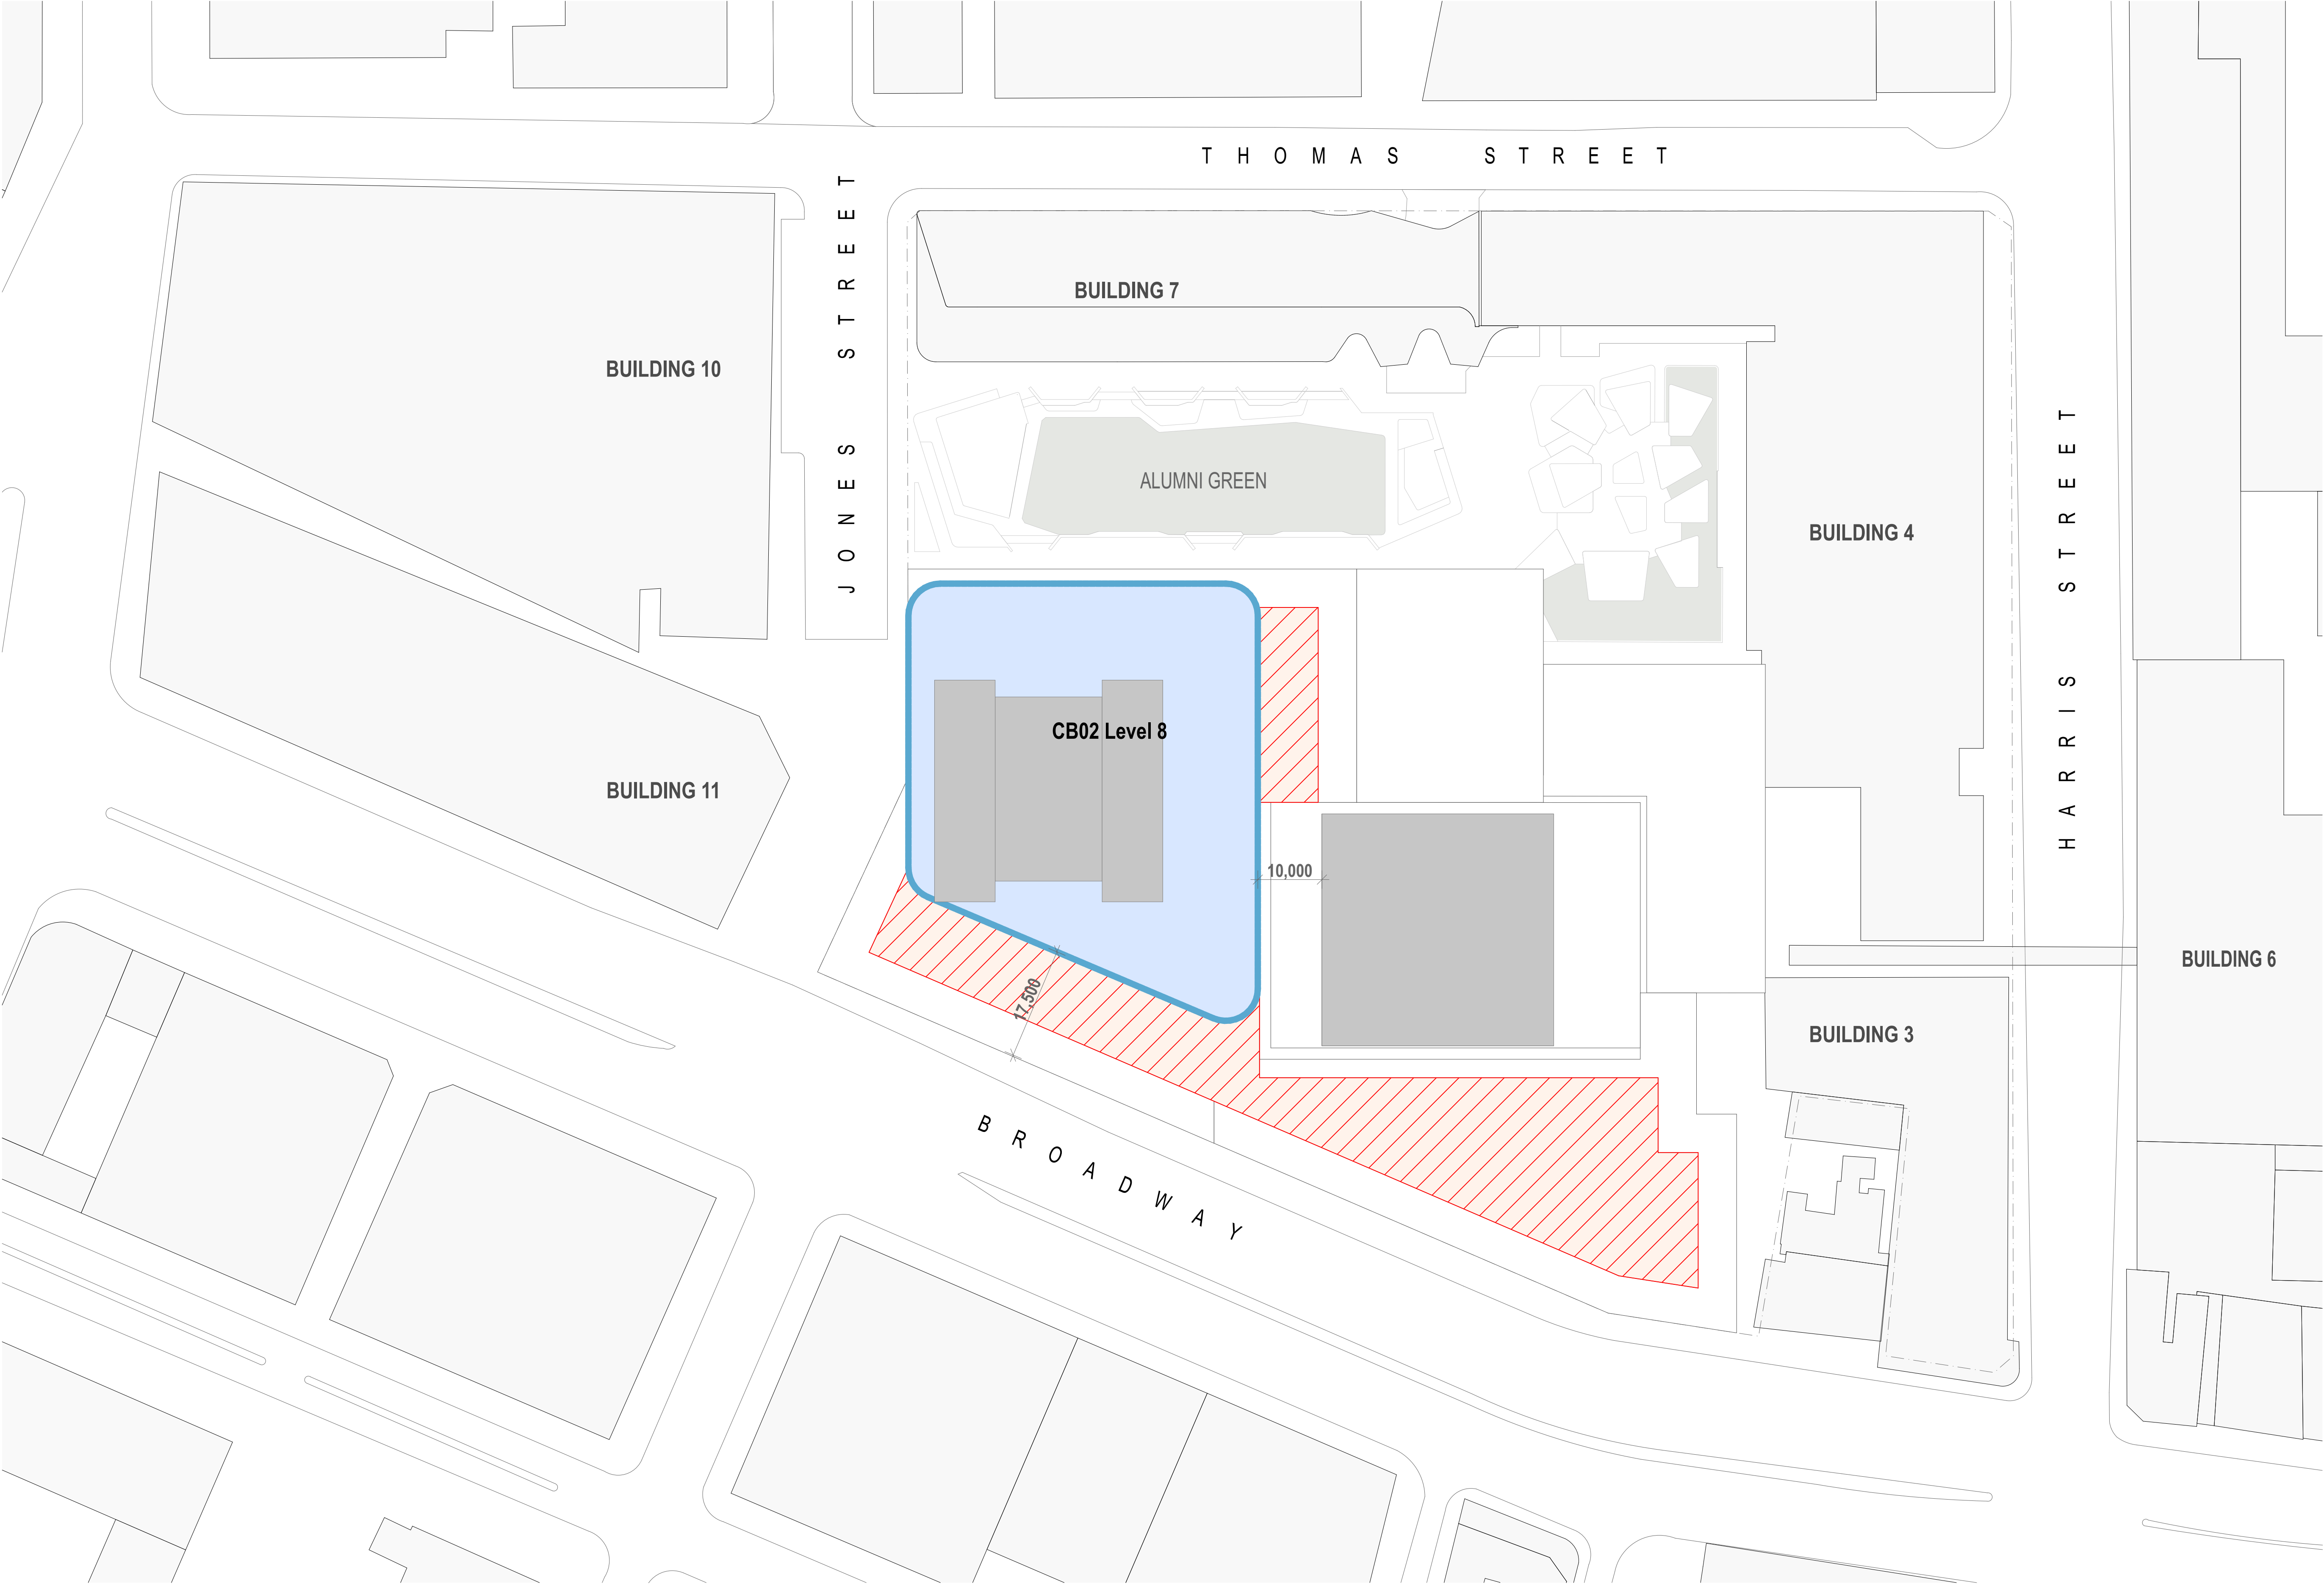 THOMAS STREET
JONES STREET
BUILDING 7
BUILDING 10
ALUMNI GREEN
BUILDING 4
HARRIS STREET
CB02 Level 8
BUILDING 11
10,000
BUILDING 6
17,500
BUILDING 3
BROADWAY